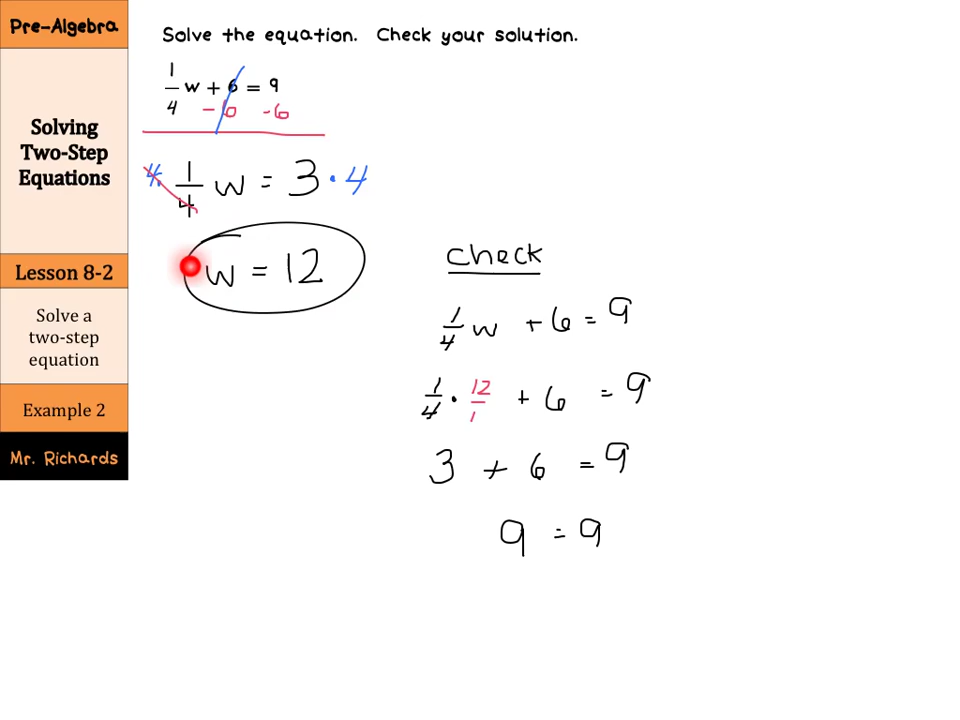 Pre-Algebra
Solving
Two-Step
Equations
Lesson 8-2
Solve a
two-step
equation
Example 2
Mr. Richards
Solve the equation. Check your solution.
1/4 w + 6 = 9
- 6 -6
4· 1/4 w = 3 · 4
w = 12
Check
1/4 w + 6 = 9
1/4 · 12/1 + 6 = 9
3 + 6 = 9
9 = 9